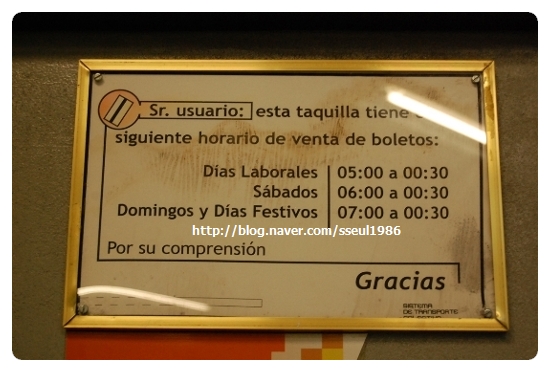 Sr. usuario: esta taquilla tiene
siguiente horario de venta de boletos:
Días Laborales 05:00 a 00:30
Sábados 06:00 a 00:30
Domingos y Días Festivos 07:00 a 00:30
http://blog.naver.com/sseul1986
Por su comprensión
Gracias
SISTEMA
DE TRANSPORTE